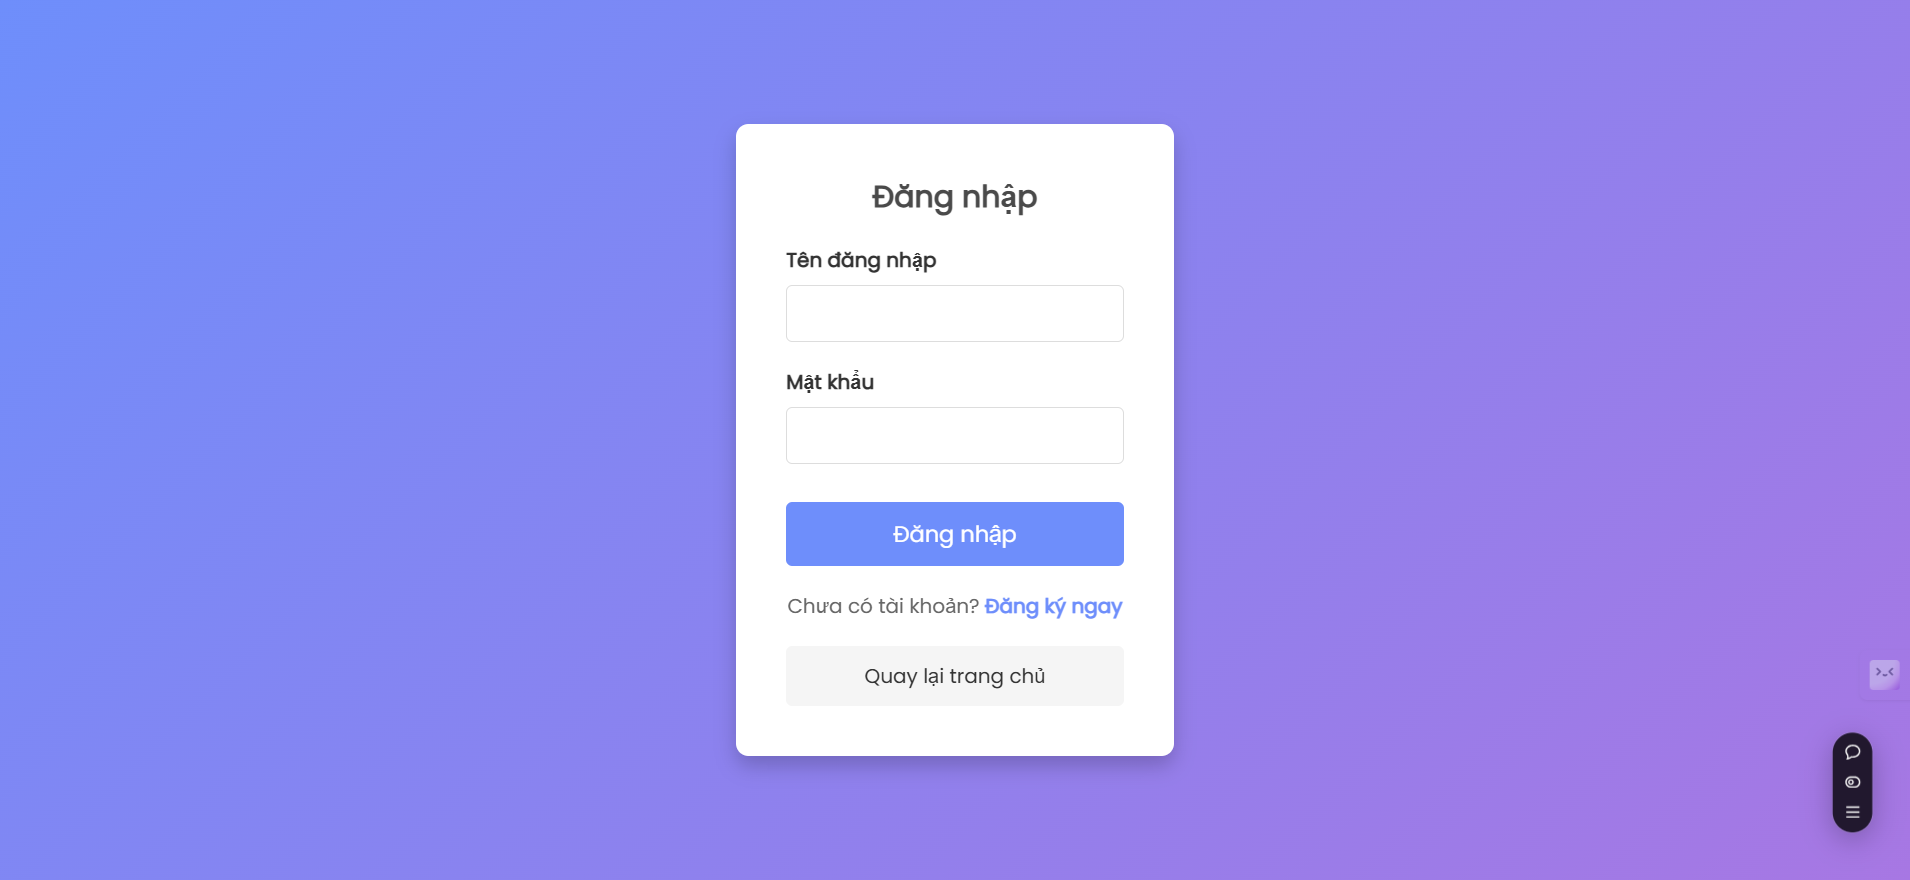 Đăng nhập
Tên đăng nhập
Mật khẩu
Đăng nhập
Chưa có tài khoản? Đăng ký ngay
Quay lại trang chủ